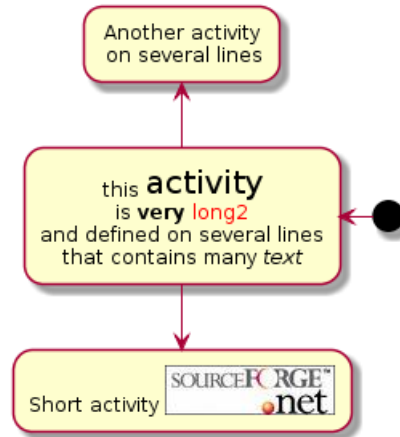 Another activity
on several lines
this activity
is very long2
and defined on several lines
that contains many text
Short activity SOURCEFORGE™
.net